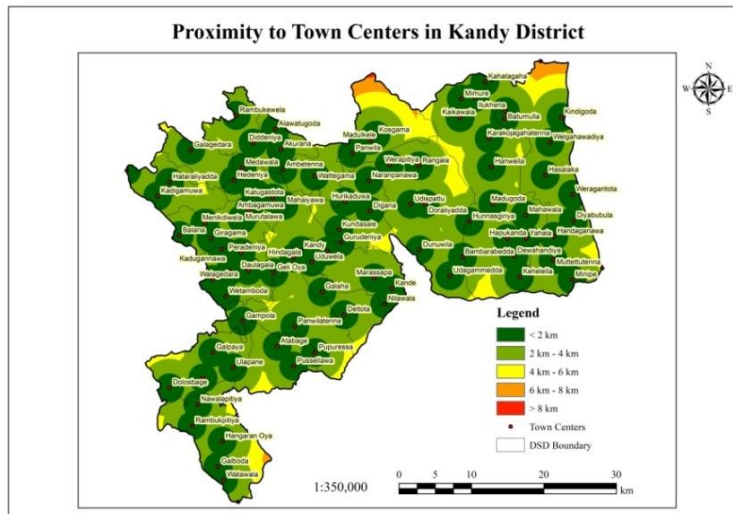 Proximity to Town Centers in Kandy District
N
W
E
S
Kahatagaha
Mimure
Ilukhena
Kaikawala
Batumulla
Kindigoda
Rambukewela
Alawatugoda
Kosgama
Madulkele
Karakojagahatenna
Weigahawadiya
Diddeniya
Galagedara
Akurana
Panwila
Werapitiya
Rangala
Hanwella
Medawala
Ambetenna
Wattegama
Naranpanawa
Hasalaka
Hataraliyadda
Hedeniya
Kadigamuwa
Katugastota
Hurikaduwa
Udispattu
Madugoda
Weragantota
Ambagamuwa
Mahaiyawa
Digana
Doraliyadda
Mahawala
Menikdiwela
Murutalawa
Hunnasgiriya
Diyabubula
Kundasale
Handaganawa
Balana
Giragama
Gurudeniya
Hapukanda
Yahala
Peradeniya
Kandy
Dunuwila
Dewahandiya
Kadugannawa
Hindagala
Uduwela
Bambarabedda
Muttettutenna
Walagedara
Daulagala
Geli Oya
Marassapa
Udagammedda
Kehelella
Minipe
Wetamboda
Galaha
Kande
Nilawala
Gampola
Deltota
Panwilatenna
Galpaya
Atabage
Pupuressa
Ulapane
Pussellawa
Dolosbage
Nawalapitiya
Rambukpitiya
Hangaran Oya
Galboda
Watawala
Legend
< 2 km
2 km - 4 km
4 km - 6 km
6 km - 8 km
> 8 km
Town Centers
DSD Boundary
1:350,000
0 5 10 20 30
km